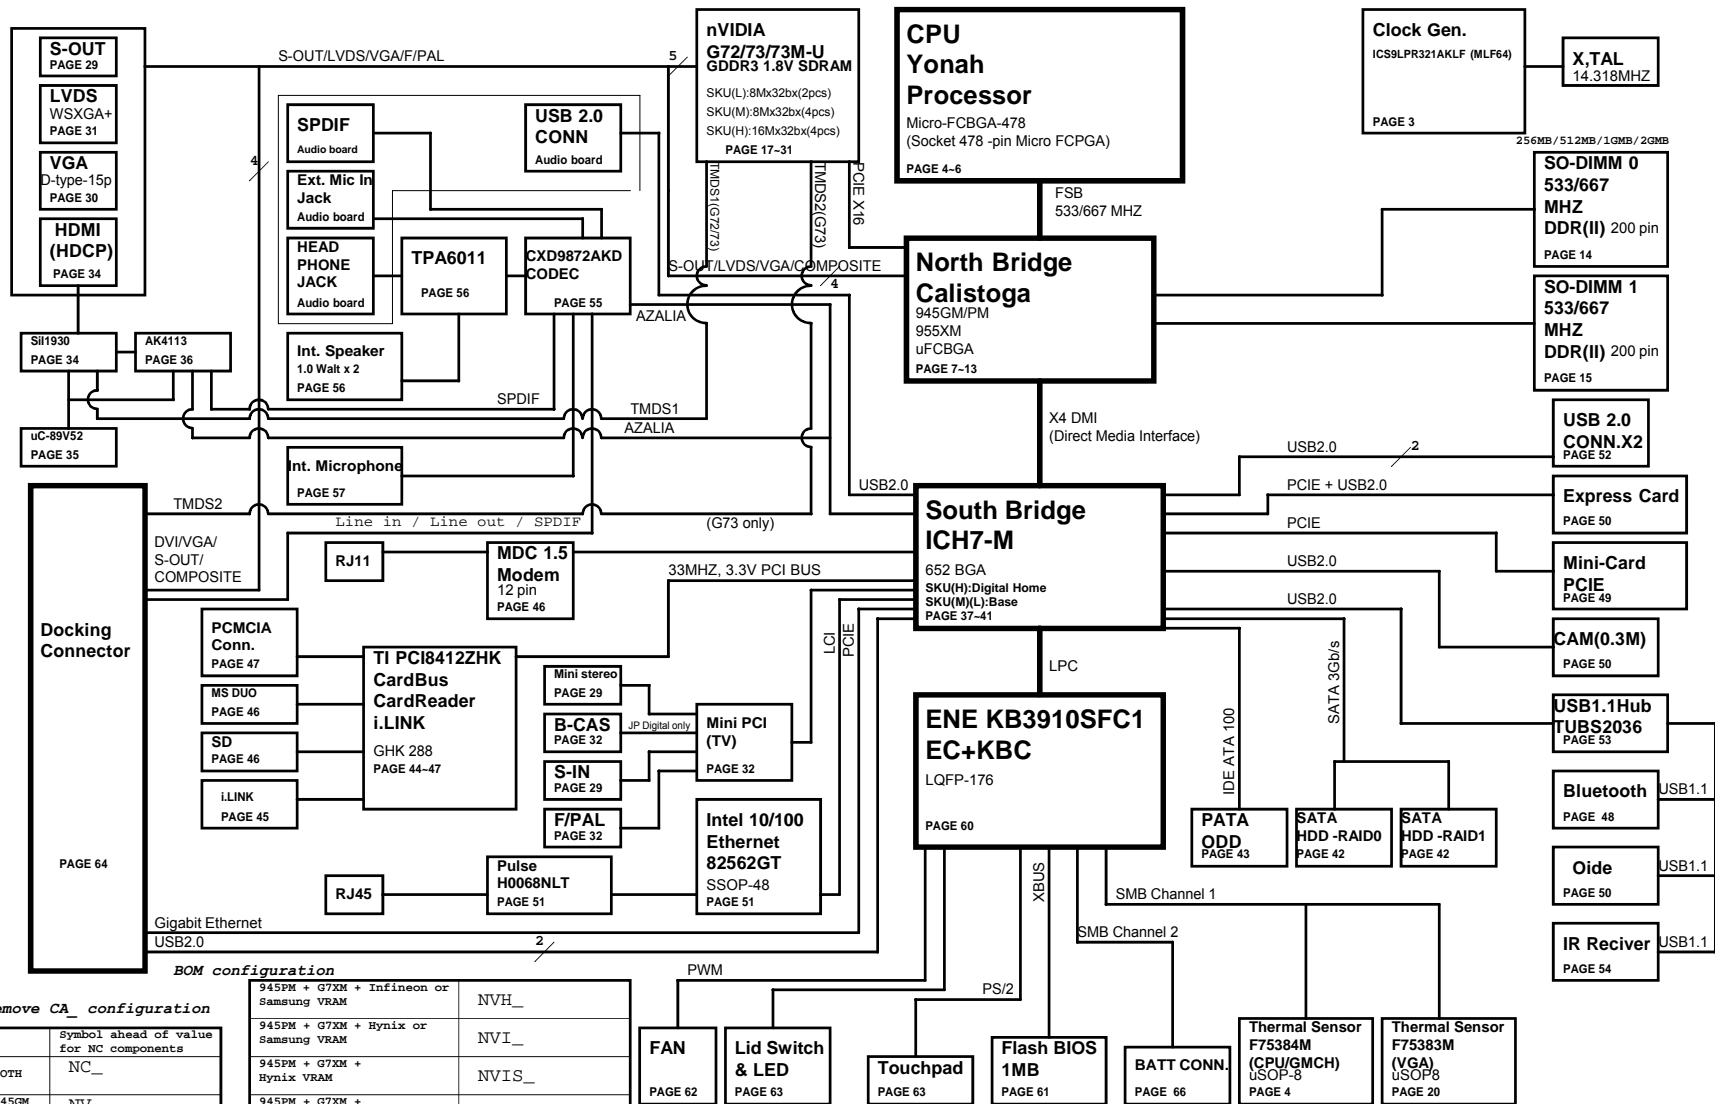 S-OUT
PAGE 29
LVDS
WSXGA+
PAGE 31
VGA
D-type-15p
PAGE 30
HDMI
(HDCP)
PAGE 34
S-OUT/LVDS/VGA/F/PAL
5
4
SPDIF
Audio board
USB 2.0
CONN
Audio board
Ext. Mic In
Jack
Audio board
HEAD
PHONE
JACK
Audio board
TPA6011
PAGE 56
CXD9872AKD
CODEC
PAGE 55
Int. Speaker
1.0 Walt x 2
PAGE 56
nVIDIA
G72/73/73M-U
GDDR3 1.8V SDRAM
SKU(L):8Mx32bx(2pcs)
SKU(M):8Mx32bx(4pcs)
SKU(H):16Mx32bx(4pcs)
PAGE 17~31
TMDS1(G72/73)
TMDS2(G73)
PCIE X16
CPU
Yonah
Processor
Micro-FCBGA-478
(Socket 478 -pin Micro FCPGA)
PAGE 4~6
FSB
533/667 MHZ
Clock Gen.
ICS9LPR321AKLF (MLF64)
PAGE 3
X,TAL
14.318MHZ
256MB/512MB/1GMB/2GMB
SO-DIMM 0
533/667
MHZ
DDR(II) 200 pin
PAGE 14
SO-DIMM 1
533/667
MHZ
DDR(II) 200 pin
PAGE 15
S-OUT/LVDS/VGA/COMPOSITE
4
North Bridge
Calistoga
945GM/PM
955XM
uFCBGA
PAGE 7~13
AZALIA
SiI1930
PAGE 34
AK4113
PAGE 36
uC-89V52
PAGE 35
SPDIF
TMDS1
AZALIA
Int. Microphone
PAGE 57
X4 DMI
(Direct Media Interface)
USB2.0
2
USB 2.0
CONN.X2
PAGE 52
USB2.0
PCIE + USB2.0
Express Card
PAGE 50
South Bridge
ICH7-M
652 BGA
SKU(H):Digital Home
SKU(M)(L):Base
PAGE 37~41
PCIE
Mini-Card
PCIE
PAGE 49
USB2.0
CAM(0.3M)
PAGE 50
USB2.0
USB1.1Hub
TUBS2036
PAGE 53
TMDS2
(G73 only)
Line in / Line out / SPDIF
DVI/VGA/
S-OUT/
COMPOSITE
RJ11
MDC 1.5
Modem
12 pin
PAGE 46
33MHZ, 3.3V PCI BUS
Docking
Connector
PAGE 64
PCMCIA
Conn.
PAGE 47
MS DUO
PAGE 46
SD
PAGE 46
i.LINK
PAGE 45
TI PCI8412ZHK
CardBus
CardReader
i.LINK
GHK 288
PAGE 44~47
Mini stereo
PAGE 29
B-CAS
PAGE 32
JP Digital only
S-IN
PAGE 29
F/PAL
PAGE 32
Mini PCI
(TV)
PAGE 32
LCI
PCIE
LPC
ENE KB3910SFC1
EC+KBC
LQFP-176
PAGE 60
IDE ATA 100
SATA 3Gb/s
PATA
ODD
PAGE 43
SATA
HDD -RAID0
PAGE 42
SATA
HDD -RAID1
PAGE 42
Bluetooth
PAGE 48
USB1.1
Oide
PAGE 50
USB1.1
IR Reciver
PAGE 54
USB1.1
RJ45
Pulse
H0068NLT
PAGE 51
Intel 10/100
Ethernet
82562GT
SSOP-48
PAGE 51
Gigabit Ethernet
USB2.0
2
XBUS
SMB Channel 1
SMB Channel 2
PWM
PS/2
FAN
PAGE 62
Lid Switch
& LED
PAGE 63
Touchpad
PAGE 63
Flash BIOS
1MB
PAGE 61
BATT CONN.
PAGE 66
Thermal Sensor
F75384M
(CPU/GMCH)
uSOP-8
PAGE 4
Thermal Sensor
F75383M
(VGA)
uSOP8
PAGE 20
BOM configuration
945PM + G7XM + Infineon or
Samsung VRAM
NVH_
945PM + G7XM + Hynix or
Samsung VRAM
NVI_
945PM + G7XM +
Hynix VRAM
NVIS_
945PM + G7XM +
emove CA_ configuration
Symbol ahead of value
for NC components
OTH
NC_
45GM
NV_